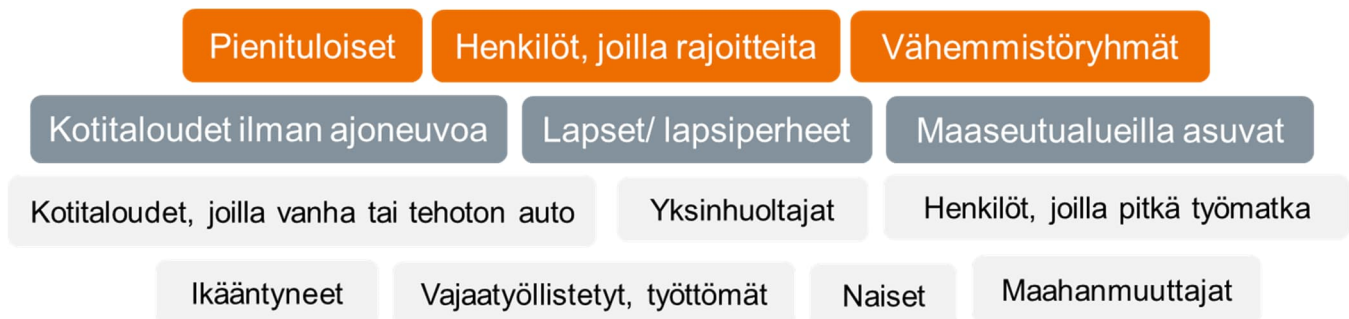 Pienituloiset
Henkilöt, joilla rajoitteita
Vähemmistöryhmät
Kotitaloudet ilman ajoneuvoa
Lapset/ lapsiperheet
Maaseutualueilla asuvat
Kotitaloudet, joilla vanha tai tehoton auto
Yksinhuoltajat
Henkilöt, joilla pitkä työmatka
Ikääntyneet
Vajaatyöllistetyt, työttömät
Naiset
Maahanmuuttajat